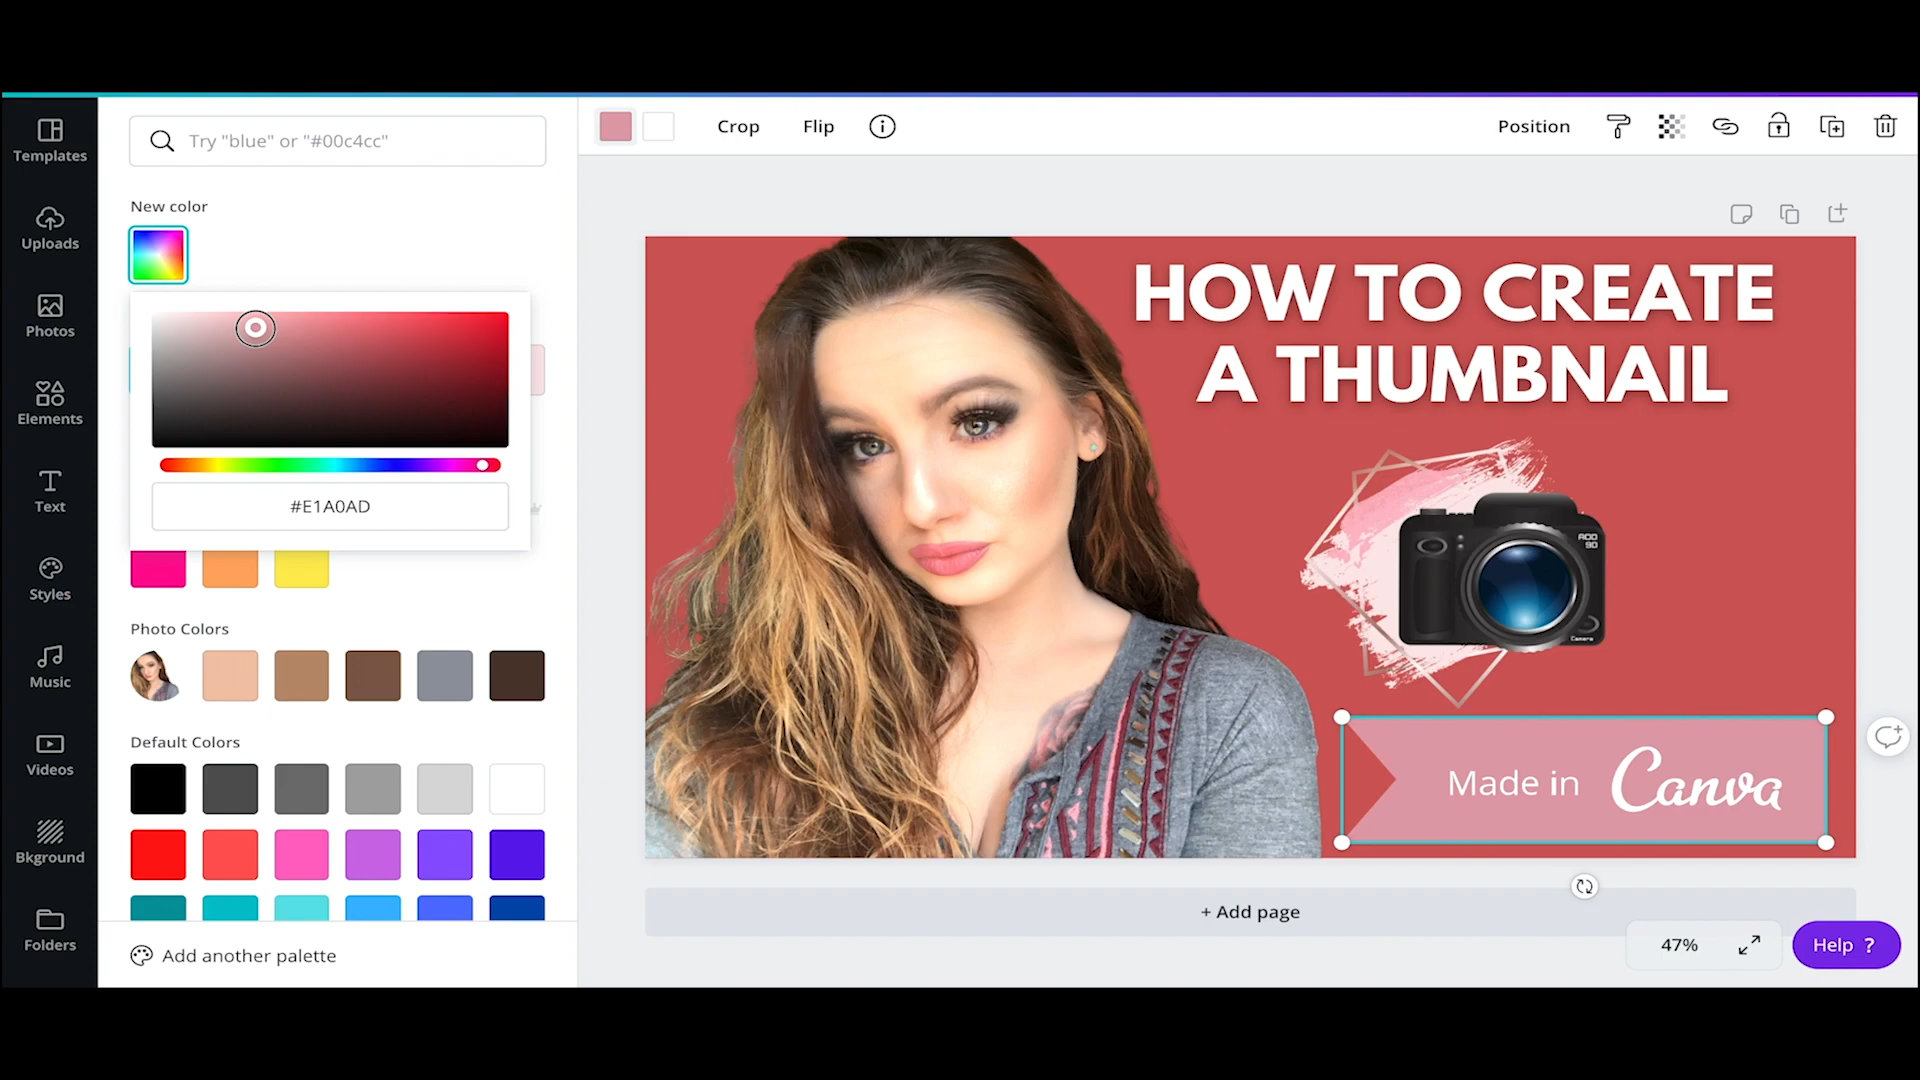 Templates
Uploads
Photos
Elements
Text
Styles
Music
Videos
Bkground
Folders
Try "blue" or "#00c4cc"
New color
#E1A0AD
Photo Colors
Default Colors
Add another palette
Crop
Flip
Position
HOW TO CREATE
A THUMBNAIL
Made in Canva
+ Add page
47%
Help ?